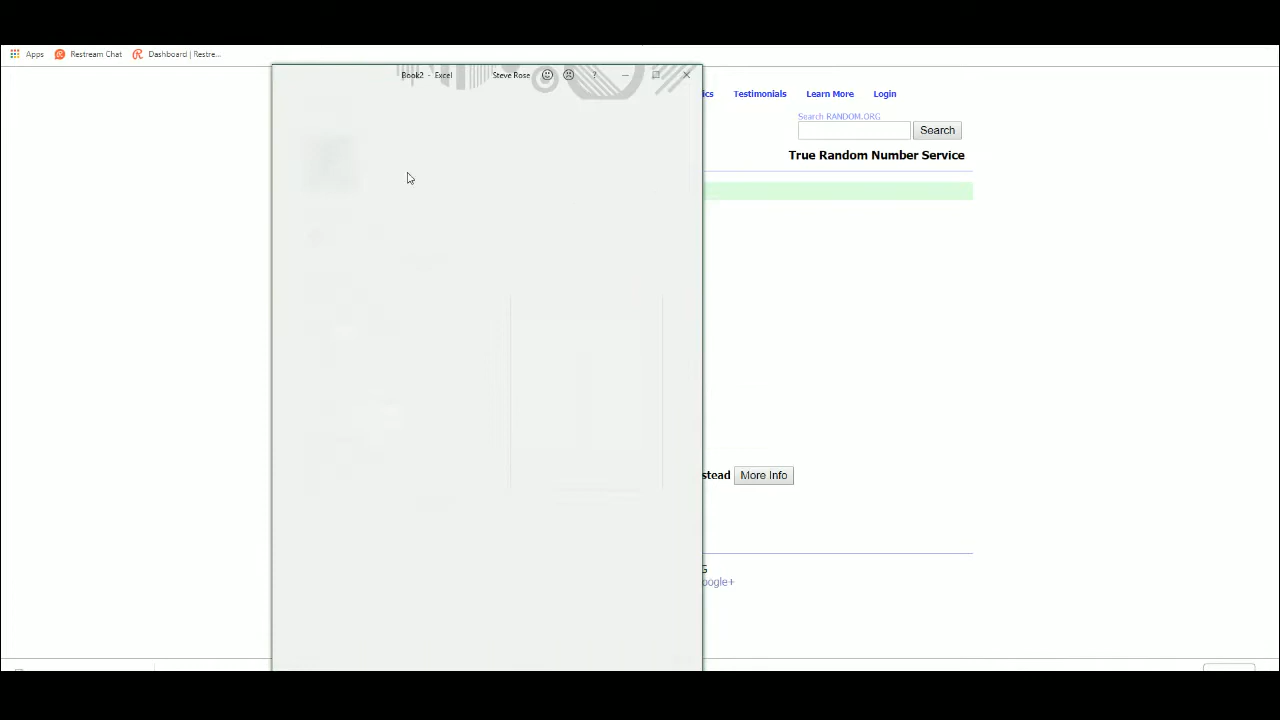 Apps Restream Chat Dashboard | Restre...
Book2 - Excel Steve Rose ?
ics Testimonials Learn More Login
Search RANDOM.ORG
Search
True Random Number Service
stead More Info
G
oogle+